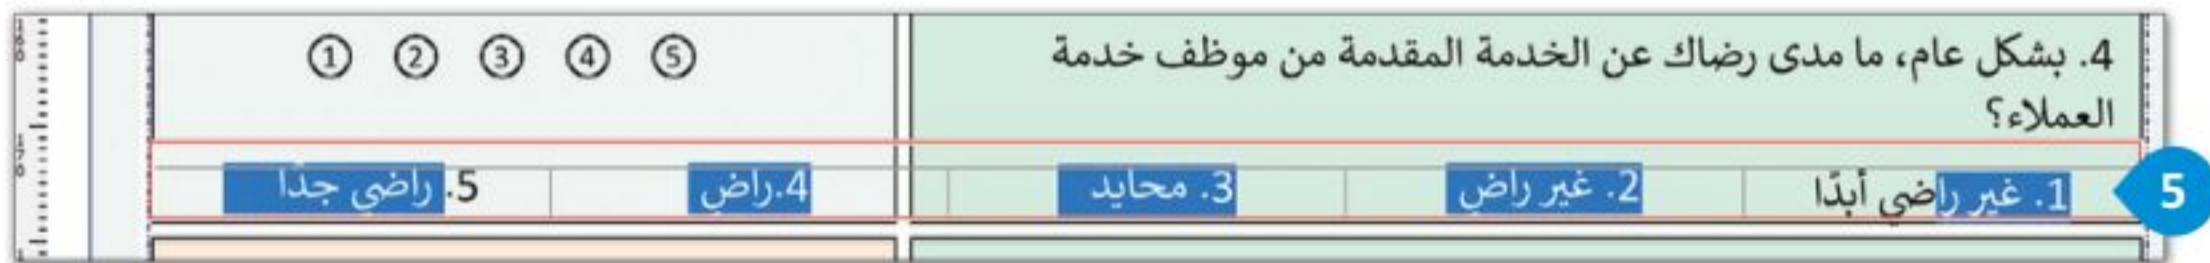 4. بشكل عام، ما مدى رضاك عن الخدمة المقدمة من موظف خدمة
العملاء؟
① ② ③ ④ ⑤
1. غير راضي أبدًا 2. غير راضٍ 3. محايد 4.راضٍ 5. راضي جدًا
5